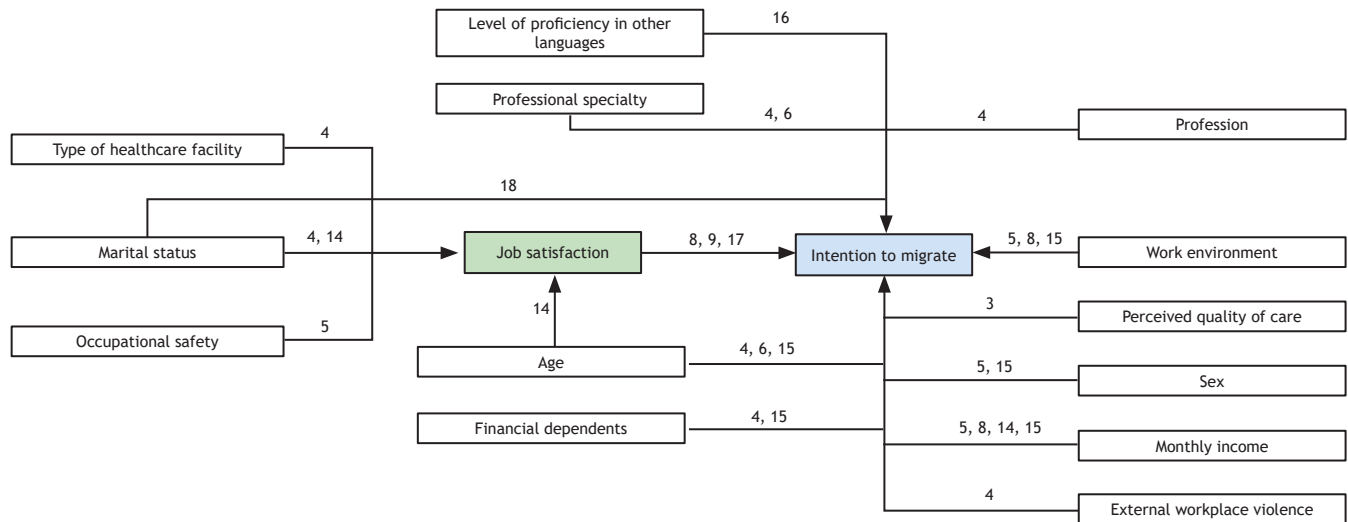 Level of proficiency in other
languages
16
Professional specialty
4, 6
4
Profession
4
Type of healthcare facility
18
4, 14
Marital status
Job satisfaction
8, 9, 17
Intention to migrate
5, 8, 15
Work environment
14
3
Perceived quality of care
5
Occupational safety
Age
4, 6, 15
5, 15
Sex
Financial dependents
4, 15
5, 8, 14, 15
Monthly income
4
External workplace violence